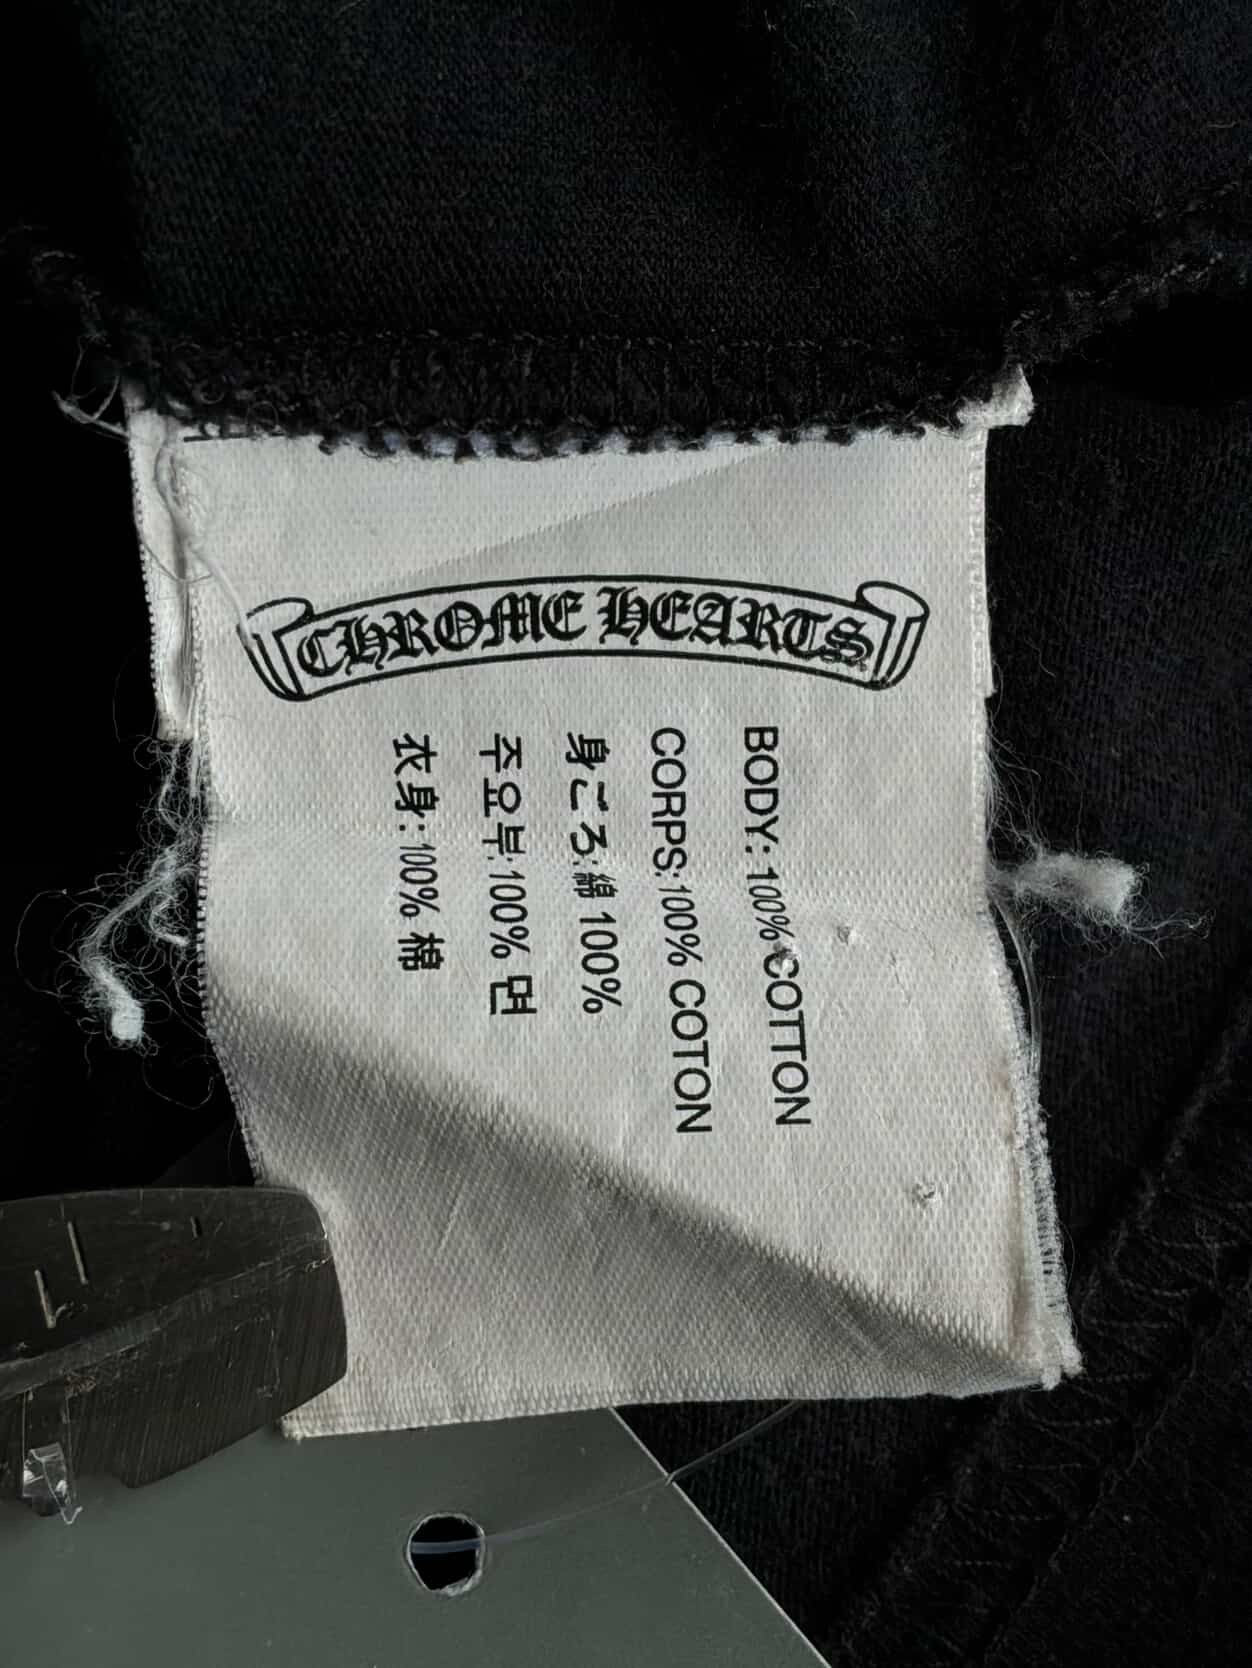 CHROME HEARTS
BODY: 100% COTTON
CORPS: 100% COTON
身ごろ: 綿 100%
주요부: 100% 면
衣身: 100% 棉